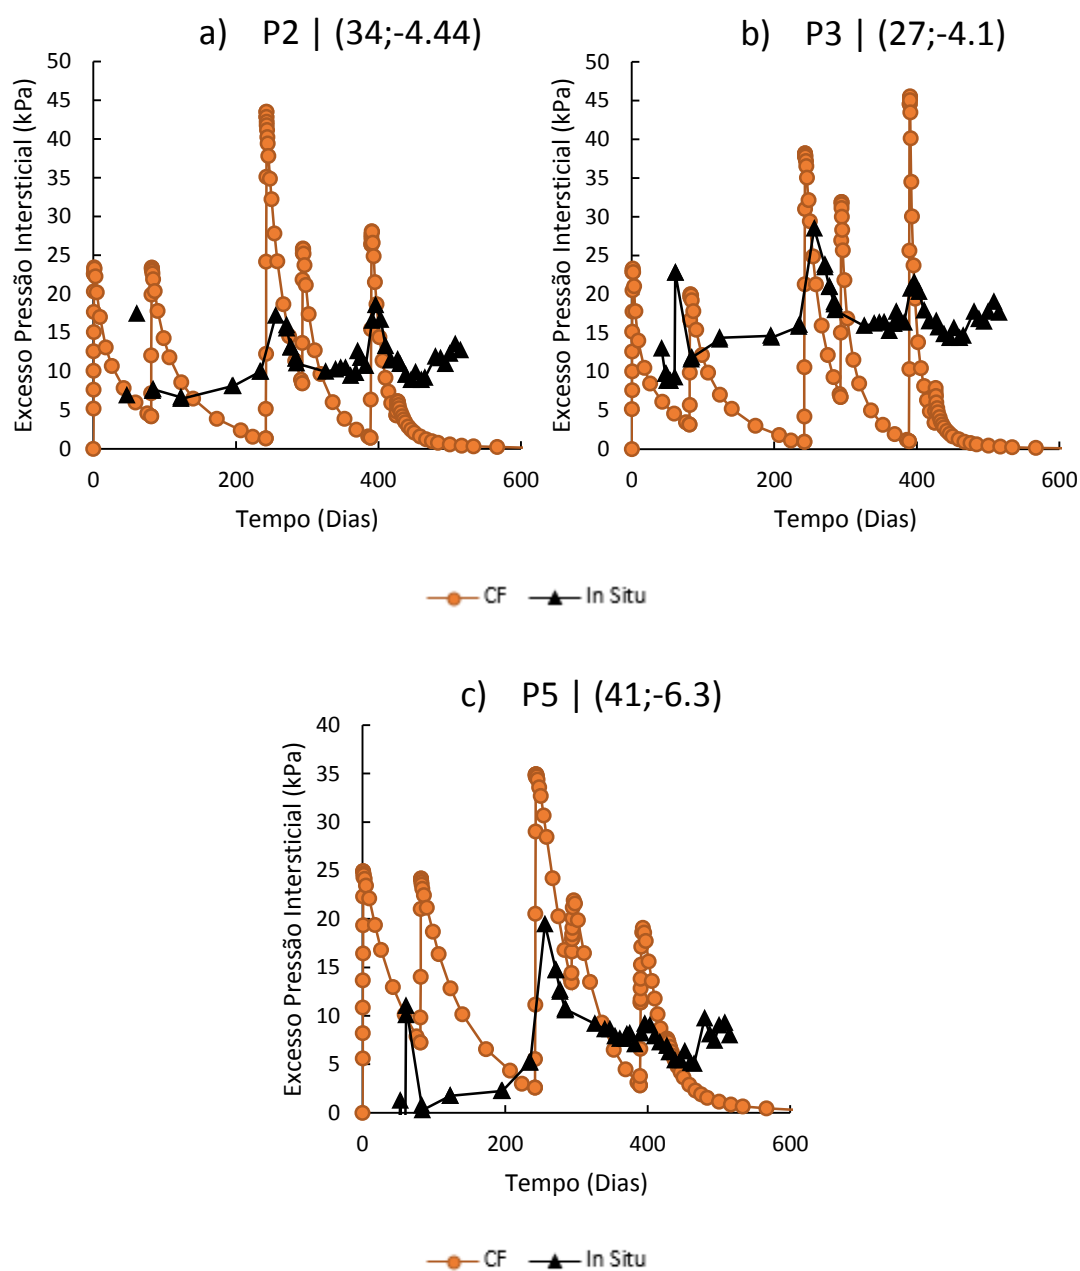 a) P2 | (34;-4.44)
Excesso Pressão Intersticial (kPa)
50
45
40
35
30
25
20
15
10
5
0
0 200 400 600
Tempo (Dias)
b) P3 | (27;-4.1)
Excesso Pressão Intersticial (kPa)
50
45
40
35
30
25
20
15
10
5
0
0 200 400 600
Tempo (Dias)
CF In Situ
c) P5 | (41;-6.3)
Excesso Pressão Intersticial (kPa)
40
35
30
25
20
15
10
5
0
0 200 400 600
Tempo (Dias)
CF In Situ